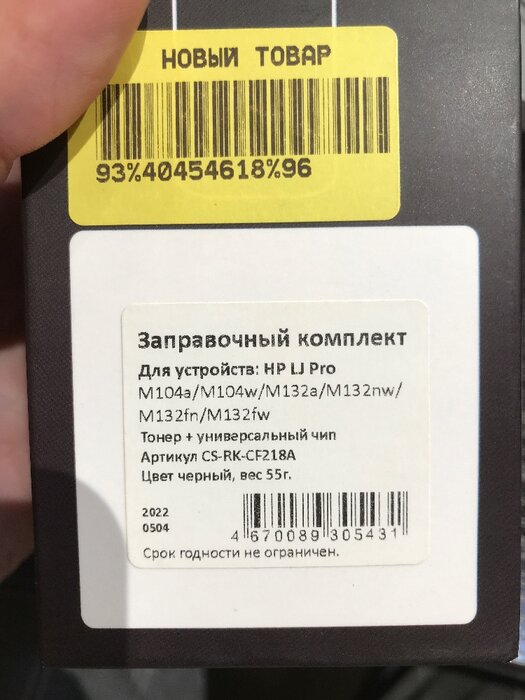 НОВЫЙ ТОВАР
93%40454618%96
Заправочный комплект
Для устройств: HP LJ Pro
M104a/M104w/M132a/M132nw/
M132fn/M132fw
Тонер + универсальный чип
Артикул CS-RK-CF218A
Цвет черный, вес 55г.
2022
0504
4 670089 305431
Срок годности не ограничен.